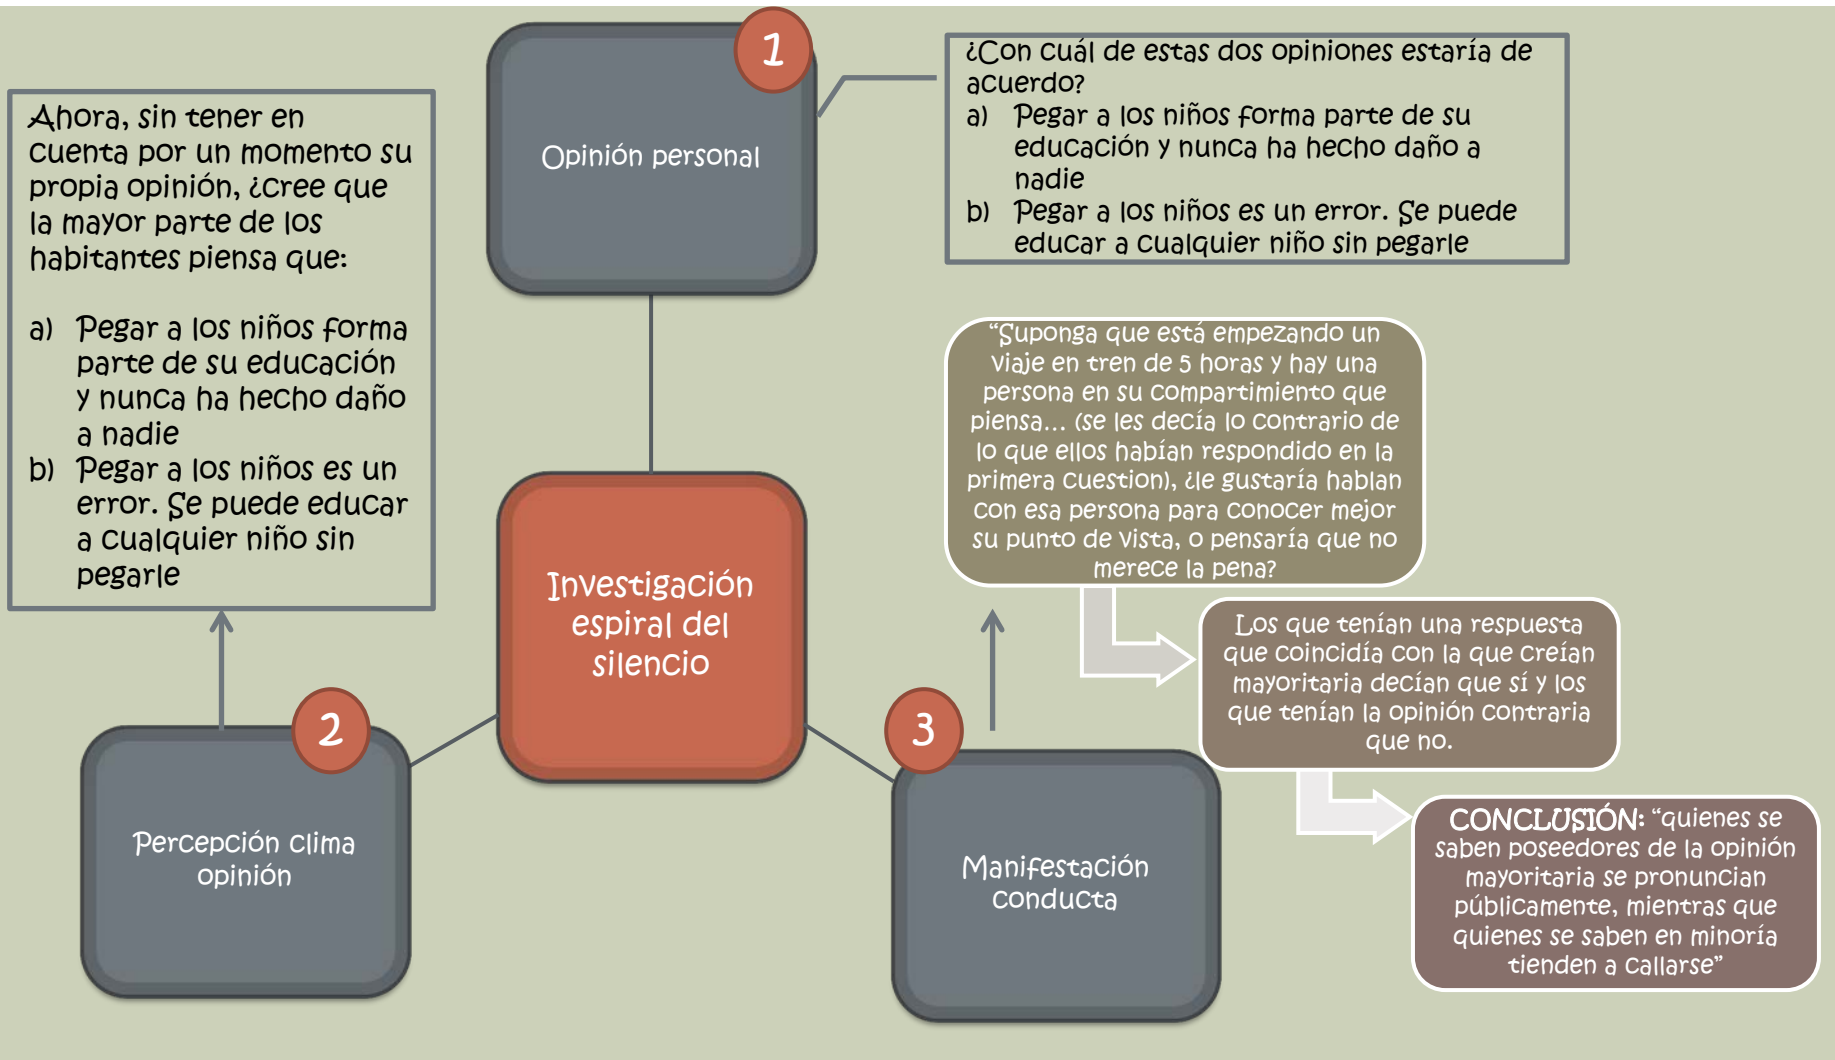 Investigación
espiral del
silencio
1
Opinión personal
¿Con cuál de estas dos opiniones estaría de
acuerdo?
a) Pegar a los niños forma parte de su
educación y nunca ha hecho daño a
nadie
b) Pegar a los niños es un error. Se puede
educar a cualquier niño sin pegarle
2
Percepción clima
opinión
Ahora, sin tener en
cuenta por un momento su
propia opinión, ¿cree que
la mayor parte de los
habitantes piensa que:
a) Pegar a los niños forma
parte de su educación
y nunca ha hecho daño
a nadie
b) Pegar a los niños es un
error. Se puede educar
a cualquier niño sin
pegarle
3
Manifestación
conducta
“Suponga que está empezando un
viaje en tren de 5 horas y hay una
persona en su compartimiento que
piensa... (se les decía lo contrario de
lo que ellos habían respondido en la
primera cuestion), ¿le gustaría hablan
con esa persona para conocer mejor
su punto de vista, o pensaría que no
merece la pena?
Los que tenían una respuesta
que coincidía con la que creían
mayoritaria decían que sí y los
que tenían la opinión contraria
que no.
CONCLUSIÓN: “quienes se
saben poseedores de la opinión
mayoritaria se pronuncian
públicamente, mientras que
quienes se saben en minoría
tienden a callarse”